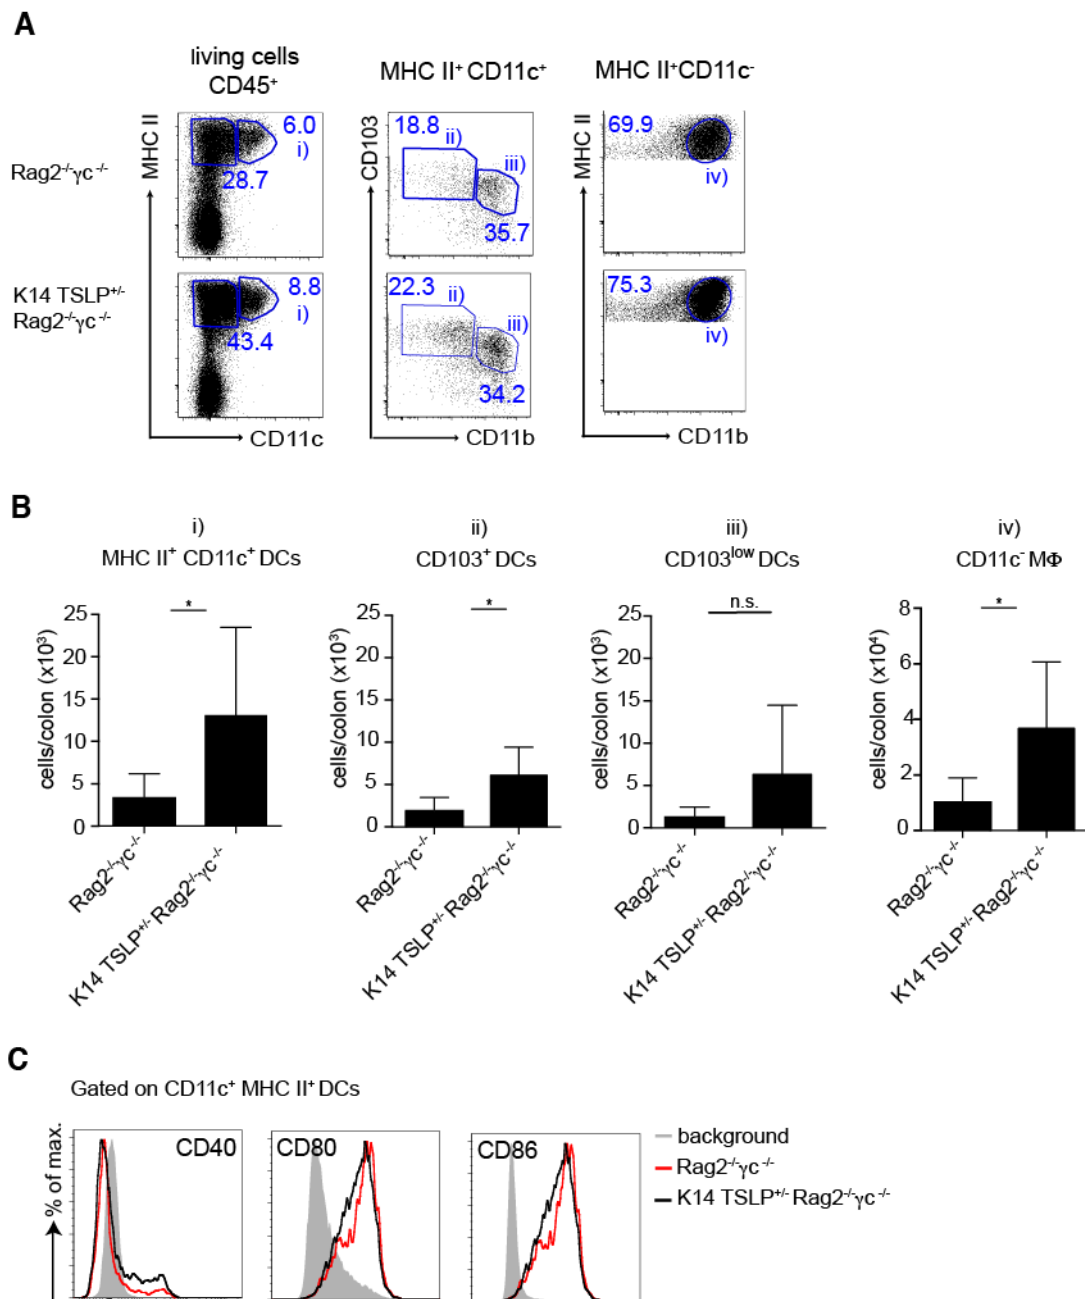 A
living cells
CD45⁺
MHC II⁺ CD11c⁺
MHC II⁺CD11c⁻
Rag2⁻/⁻γc⁻/⁻
MHC II
6.0
i)
28.7
CD103
18.8
ii)
iii)
35.7
MHC II
69.9
iv)
K14 TSLP⁺/⁻
Rag2⁻/⁻γc⁻/⁻
8.8
i)
43.4
22.3
ii)
iii)
34.2
75.3
iv)
CD11c
CD11b
CD11b
B
i)
MHC II⁺ CD11c⁺ DCs
ii)
CD103⁺ DCs
iii)
CD103ˡᵒʷ DCs
iv)
CD11c⁻ MΦ
cells/colon (x10³)
25
20
15
10
5
0
*
Rag2⁻/⁻γc⁻/⁻
K14 TSLP⁺/⁻ Rag2⁻/⁻γc⁻/⁻
cells/colon (x10³)
25
20
15
10
5
0
*
Rag2⁻/⁻γc⁻/⁻
K14 TSLP⁺/⁻ Rag2⁻/⁻γc⁻/⁻
cells/colon (x10³)
25
20
15
10
5
0
n.s.
Rag2⁻/⁻γc⁻/⁻
K14 TSLP⁺/⁻ Rag2⁻/⁻γc⁻/⁻
cells/colon (x10⁴)
8
6
4
2
0
*
Rag2⁻/⁻γc⁻/⁻
K14 TSLP⁺/⁻ Rag2⁻/⁻γc⁻/⁻
C
Gated on CD11c⁺ MHC II⁺ DCs
% of max.
CD40
CD80
CD86
background
Rag2⁻/⁻γc⁻/⁻
K14 TSLP⁺/⁻ Rag2⁻/⁻γc⁻/⁻